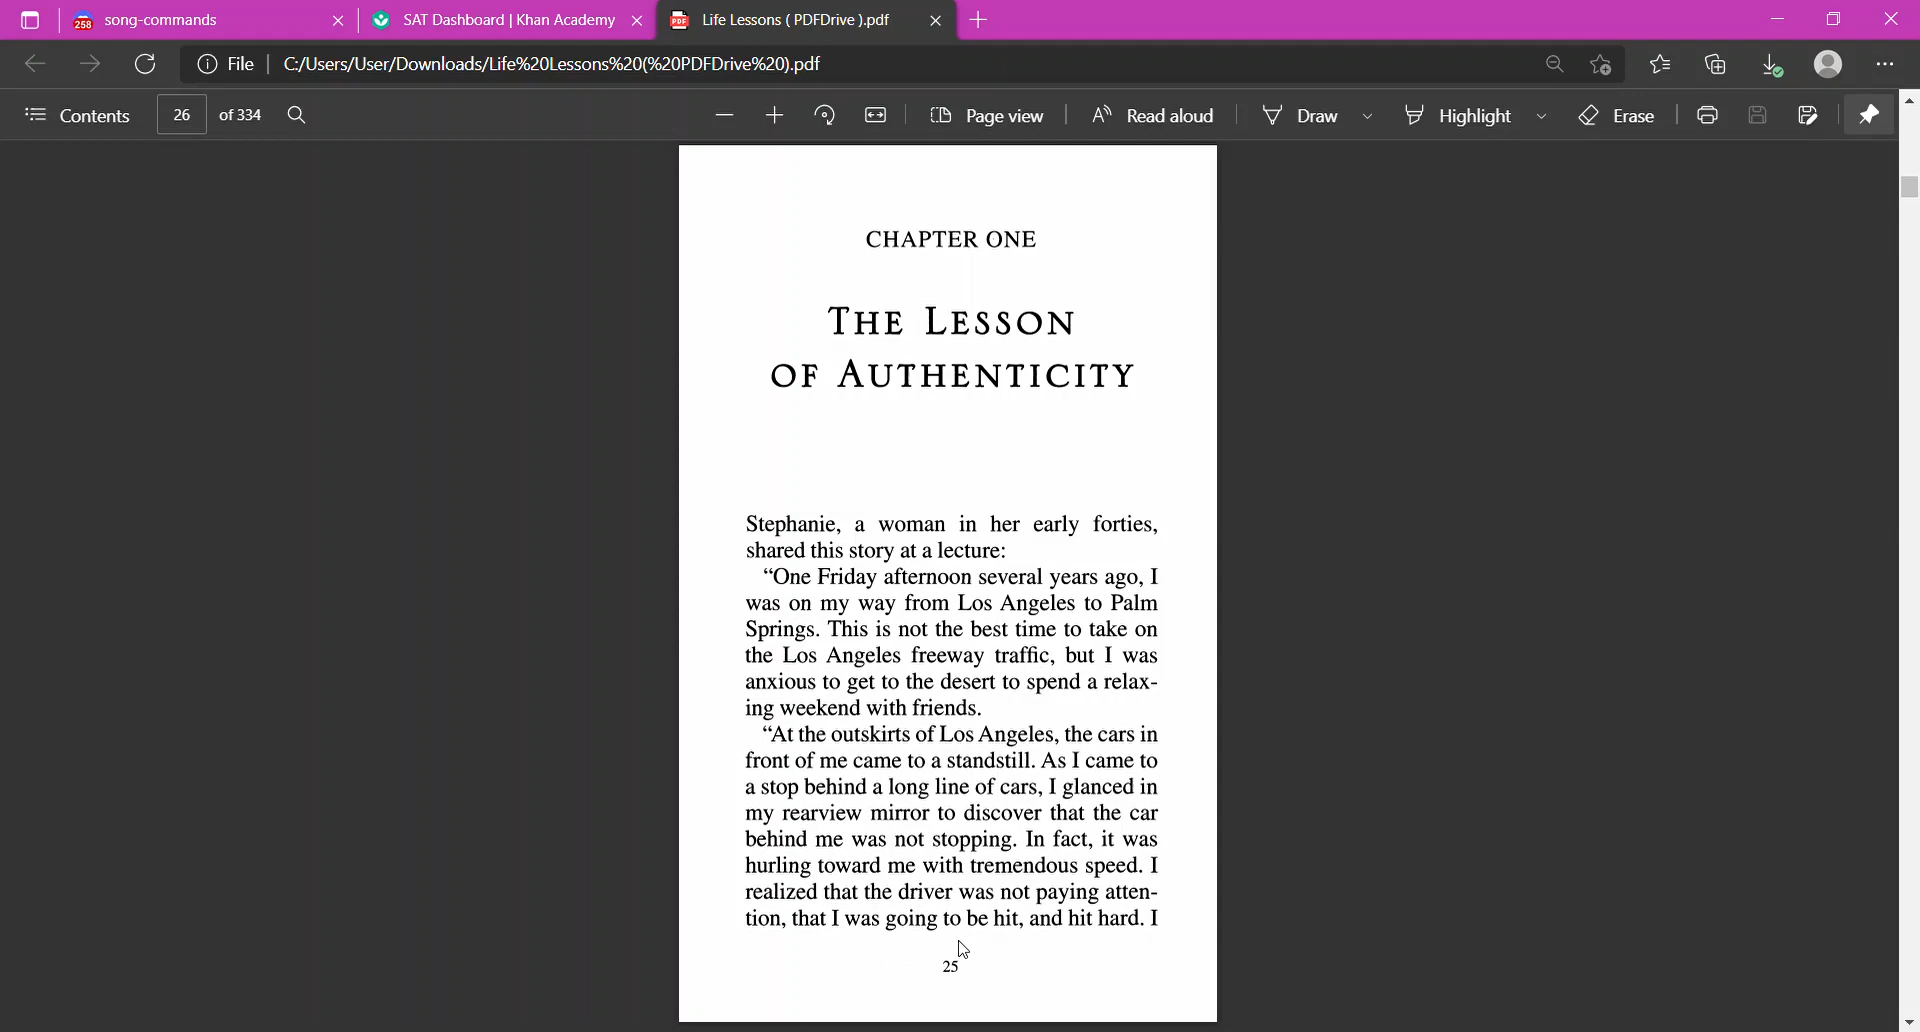 258 song-commands
SAT Dashboard | Khan Academy
PDF Life Lessons ( PDFDrive ).pdf
File C:/Users/User/Downloads/Life%20Lessons%20(%20PDFDrive%20).pdf
Contents 26 of 334 Page view Read aloud Draw Highlight Erase
CHAPTER ONE
THE LESSON
OF AUTHENTICITY
Stephanie, a woman in her early forties,
shared this story at a lecture:
“One Friday afternoon several years ago, I
was on my way from Los Angeles to Palm
Springs. This is not the best time to take on
the Los Angeles freeway traffic, but I was
anxious to get to the desert to spend a relax-
ing weekend with friends.
“At the outskirts of Los Angeles, the cars in
front of me came to a standstill. As I came to
a stop behind a long line of cars, I glanced in
my rearview mirror to discover that the car
behind me was not stopping. In fact, it was
hurling toward me with tremendous speed. I
realized that the driver was not paying atten-
tion, that I was going to be hit, and hit hard. I
25